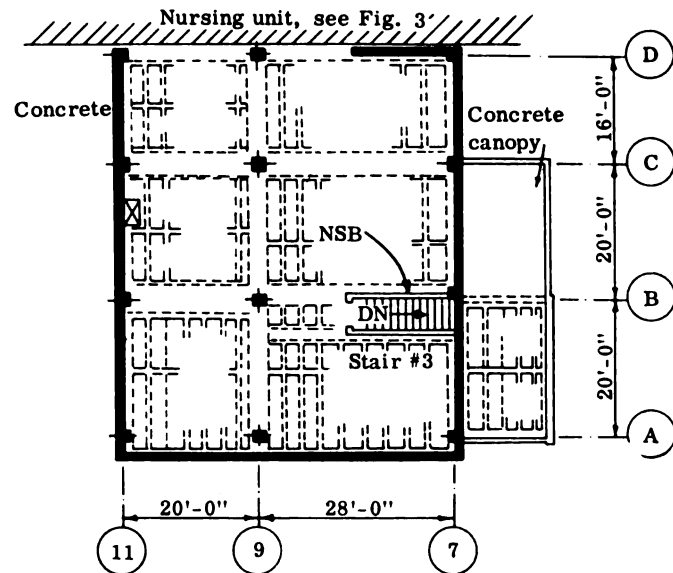 Nursing unit, see Fig. 3
D
Concrete
Concrete
canopy
16'-0"
C
20'-0"
NSB
B
DN
Stair #3
20'-0"
A
20'-0"
28'-0"
11
9
7